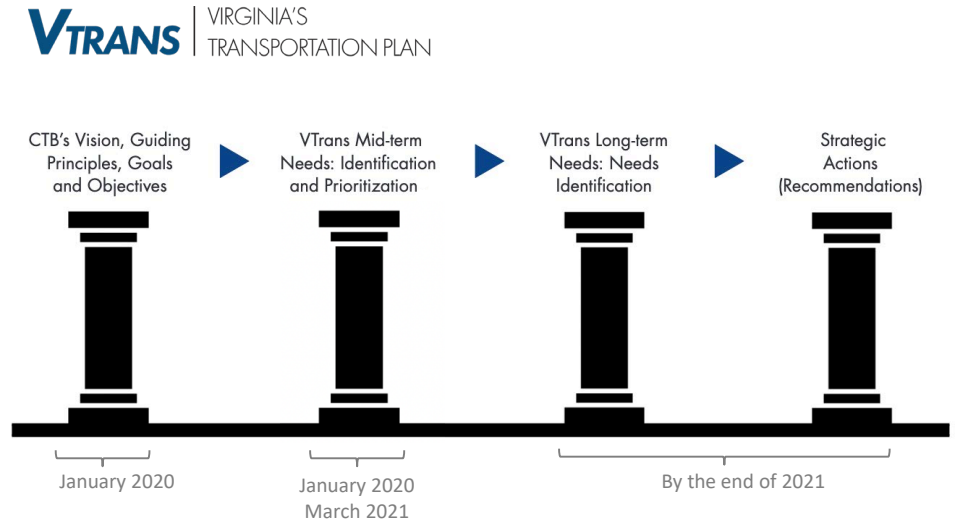 VTRANS
VIRGINIA'S
TRANSPORTATION PLAN
CTB's Vision, Guiding
Principles, Goals
and Objectives
VTrans Mid-term
Needs: Identification
and Prioritization
VTrans Long-term
Needs: Needs
Identification
Strategic
Actions
(Recommendations)
January 2020
January 2020
March 2021
By the end of 2021